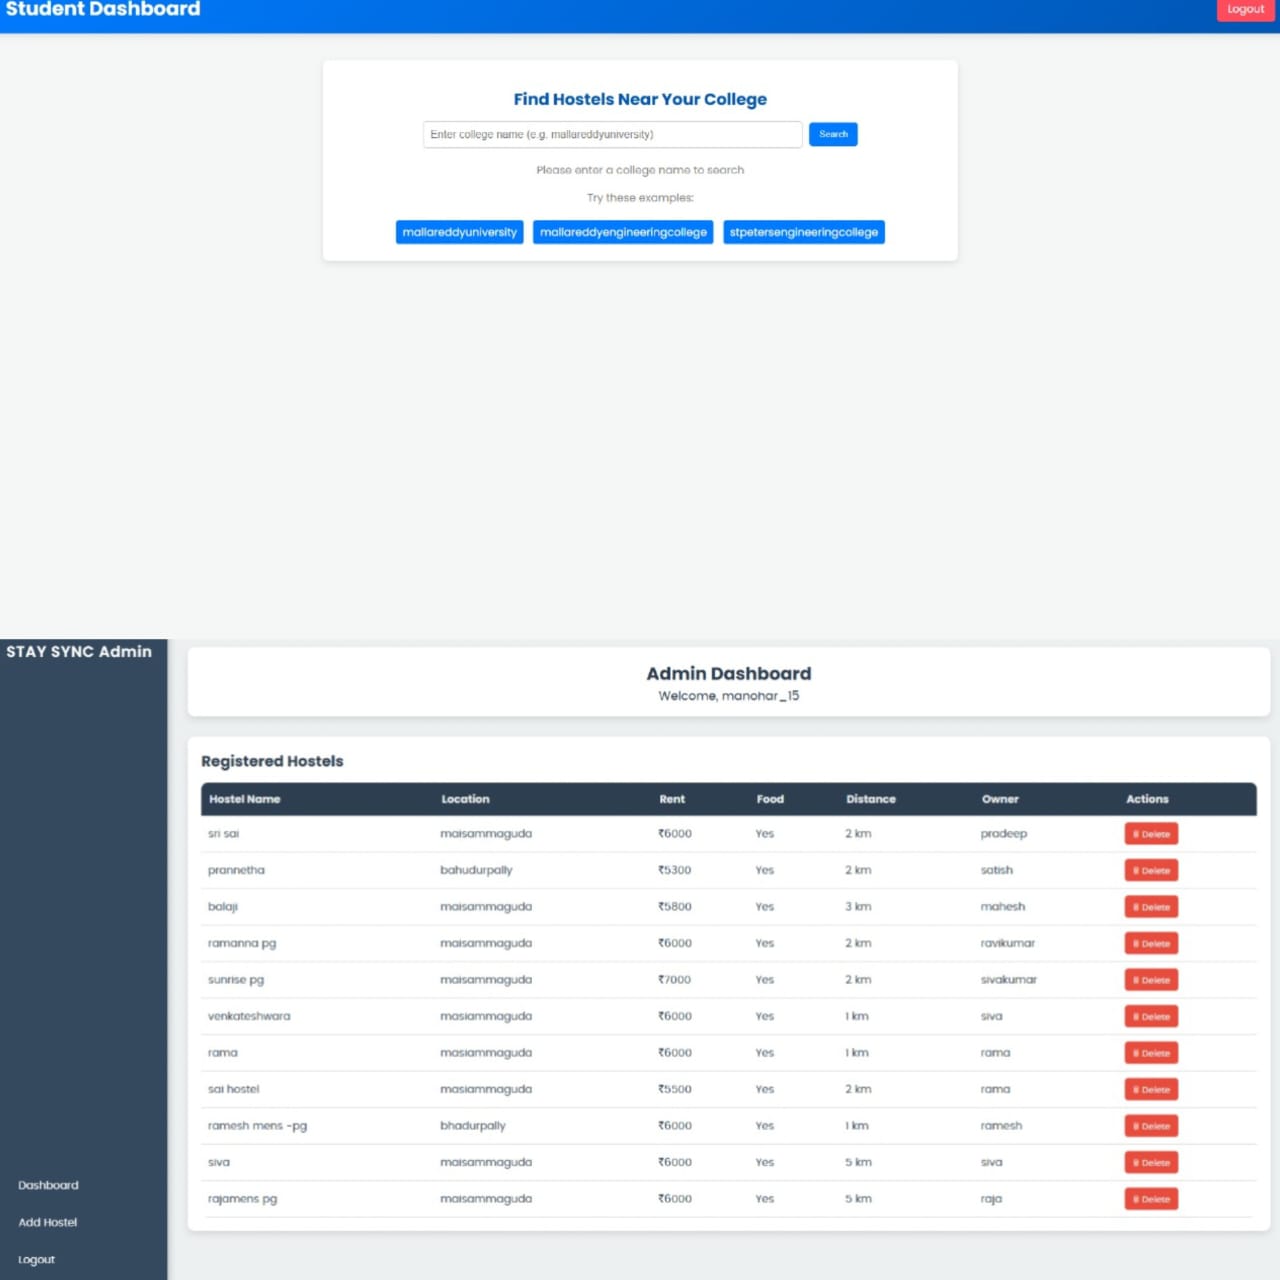 Student Dashboard
Logout
Find Hostels Near Your College
Enter college name (e.g. mallareddyuniversity)
Search
Please enter a college name to search
Try these examples:
mallareddyuniversity mallareddyengineeringcollege stpetersengineeringcollege
STAY SYNC Admin
Dashboard
Add Hostel
Logout
Admin Dashboard
Welcome, manohar_15
Registered Hostels
Hostel Name Location Rent Food Distance Owner Actions
sri sai maisammaguda ₹6000 Yes 2 km pradeep Delete
prannetha bahudurpally ₹5300 Yes 2 km satish Delete
balaji maisammaguda ₹5800 Yes 3 km mahesh Delete
ramanna pg maisammaguda ₹6000 Yes 2 km ravikumar Delete
sunrise pg maisammaguda ₹7000 Yes 2 km sivakumar Delete
venkateshwara masiammaguda ₹6000 Yes 1 km siva Delete
rama masiammaguda ₹6000 Yes 1 km rama Delete
sai hostel masiammaguda ₹5500 Yes 2 km rama Delete
ramesh mens -pg bhadurpally ₹6000 Yes 1 km ramesh Delete
siva maisammaguda ₹6000 Yes 5 km siva Delete
rajamens pg maisammaguda ₹6000 Yes 5 km raja Delete